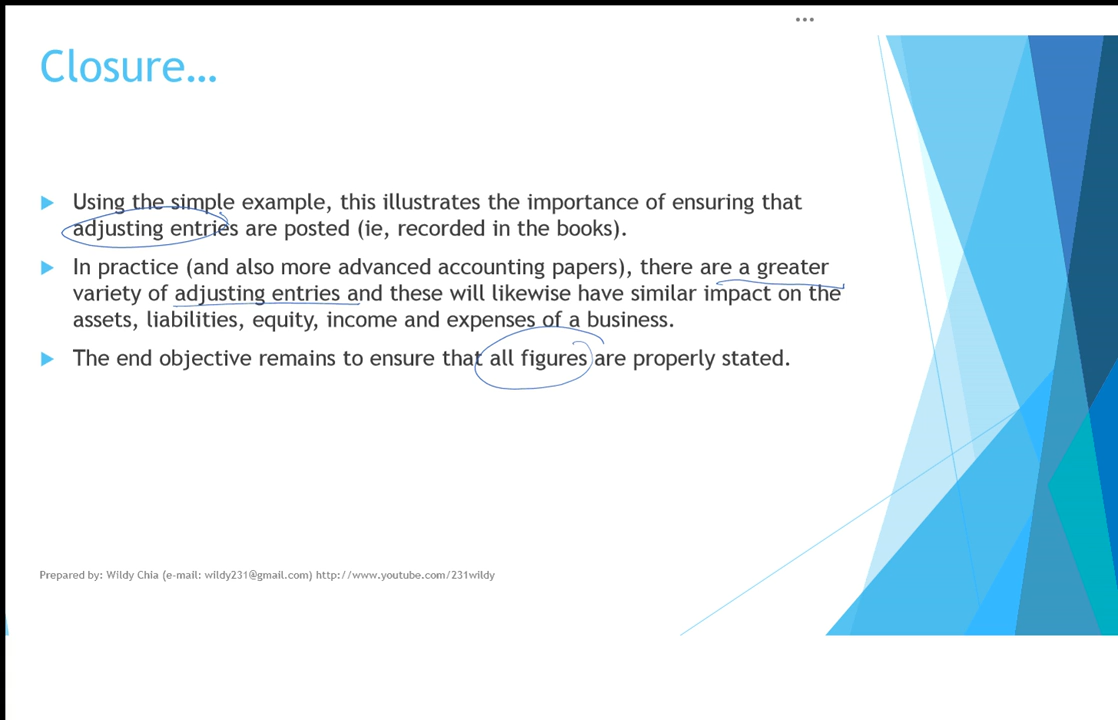 Closure...
Using the simple example, this illustrates the importance of ensuring that
adjusting entries are posted (ie, recorded in the books).
In practice (and also more advanced accounting papers), there are a greater
variety of adjusting entries and these will likewise have similar impact on the
assets, liabilities, equity, income and expenses of a business.
The end objective remains to ensure that all figures are properly stated.
Prepared by: Wildy Chia (e-mail: wildy231@gmail.com) http://www.youtube.com/231wildy